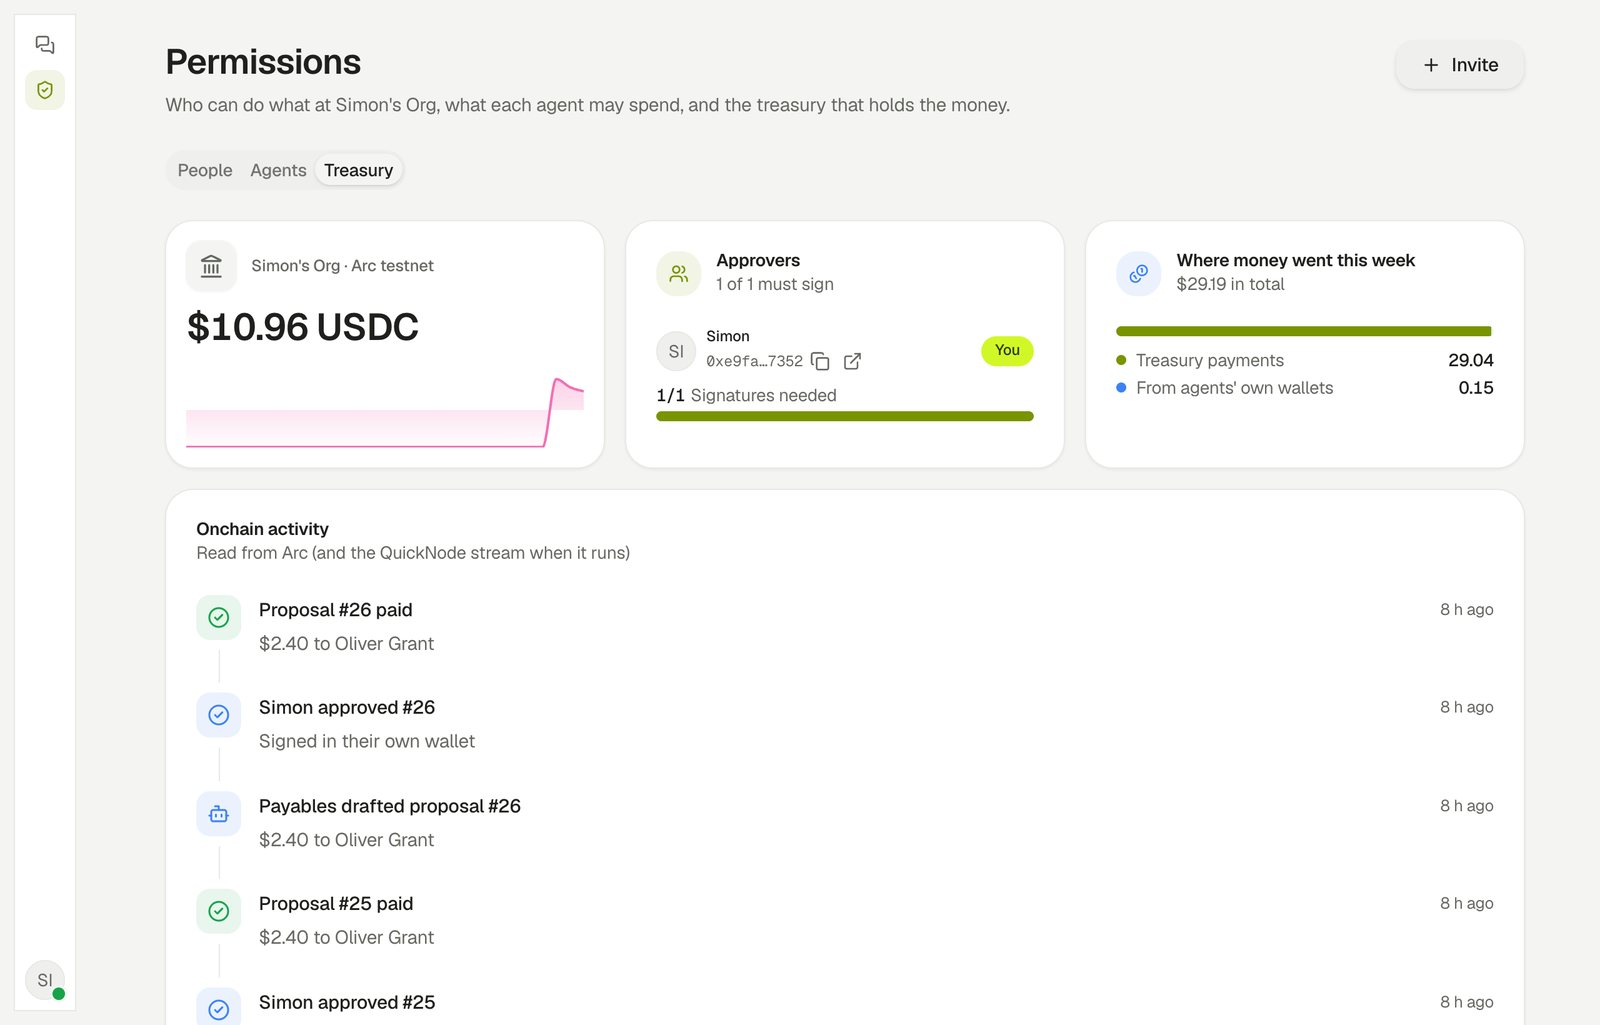 Permissions
Who can do what at Simon's Org, what each agent may spend, and the treasury that holds the money.
+ Invite
People Agents Treasury
Simon's Org · Arc testnet
$10.96 USDC
Approvers
1 of 1 must sign
SI
Simon
0xe9fa…7352
You
1/1 Signatures needed
Where money went this week
$29.19 in total
Treasury payments 29.04
From agents' own wallets 0.15
Onchain activity
Read from Arc (and the QuickNode stream when it runs)
Proposal #26 paid 8 h ago
$2.40 to Oliver Grant
Simon approved #26 8 h ago
Signed in their own wallet
Payables drafted proposal #26 8 h ago
$2.40 to Oliver Grant
Proposal #25 paid 8 h ago
$2.40 to Oliver Grant
Simon approved #25 8 h ago
SI